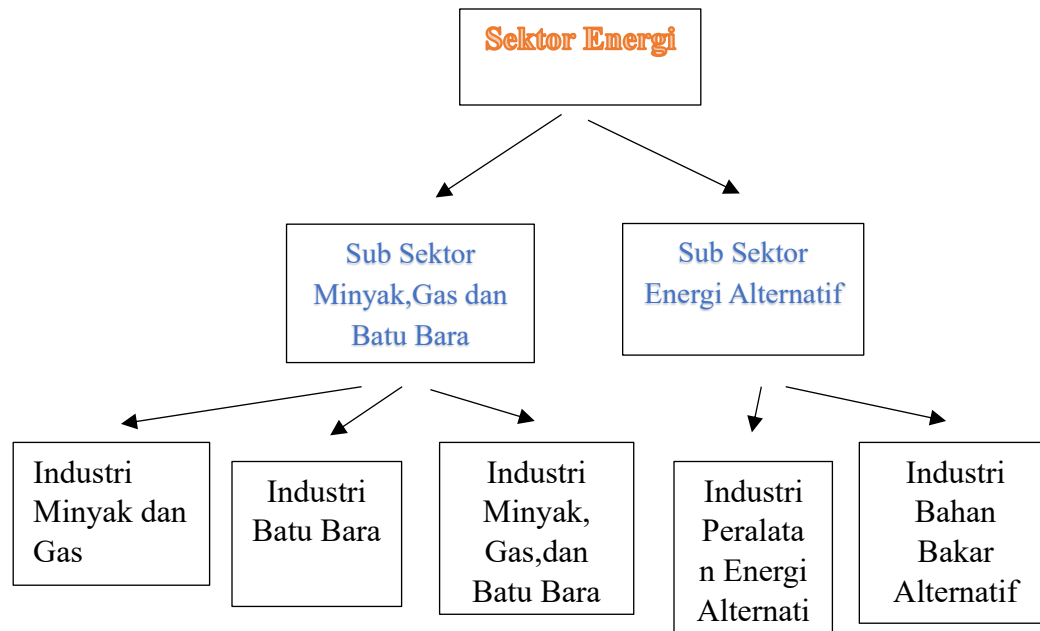 Sektor Energi
Sub Sektor
Minyak,Gas dan
Batu Bara
Sub Sektor
Energi Alternatif
Industri
Minyak dan
Gas
Industri
Batu Bara
Industri
Minyak,
Gas,dan
Batu Bara
Industri
Peralata
n Energi
Alternati
Industri
Bahan
Bakar
Alternatif